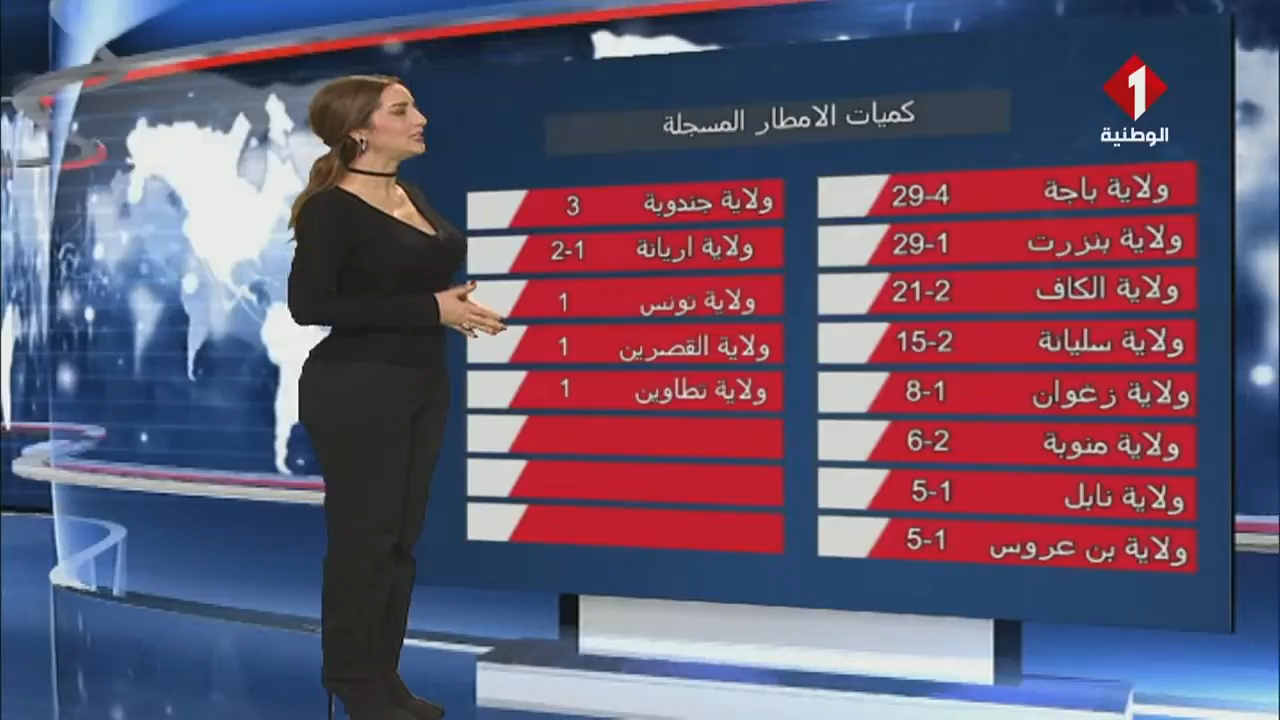 1
الوطنية
كميات الامطار المسجلة
ولاية باجة 29-4
ولاية بنزرت 29-1
ولاية الكاف 21-2
ولاية سليانة 15-2
ولاية زغوان 8-1
ولاية منوبة 6-2
ولاية نابل 5-1
ولاية بن عروس 5-1
ولاية جندوبة 3
ولاية اريانة 2-1
ولاية تونس 1
ولاية القصرين 1
ولاية تطاوين 1